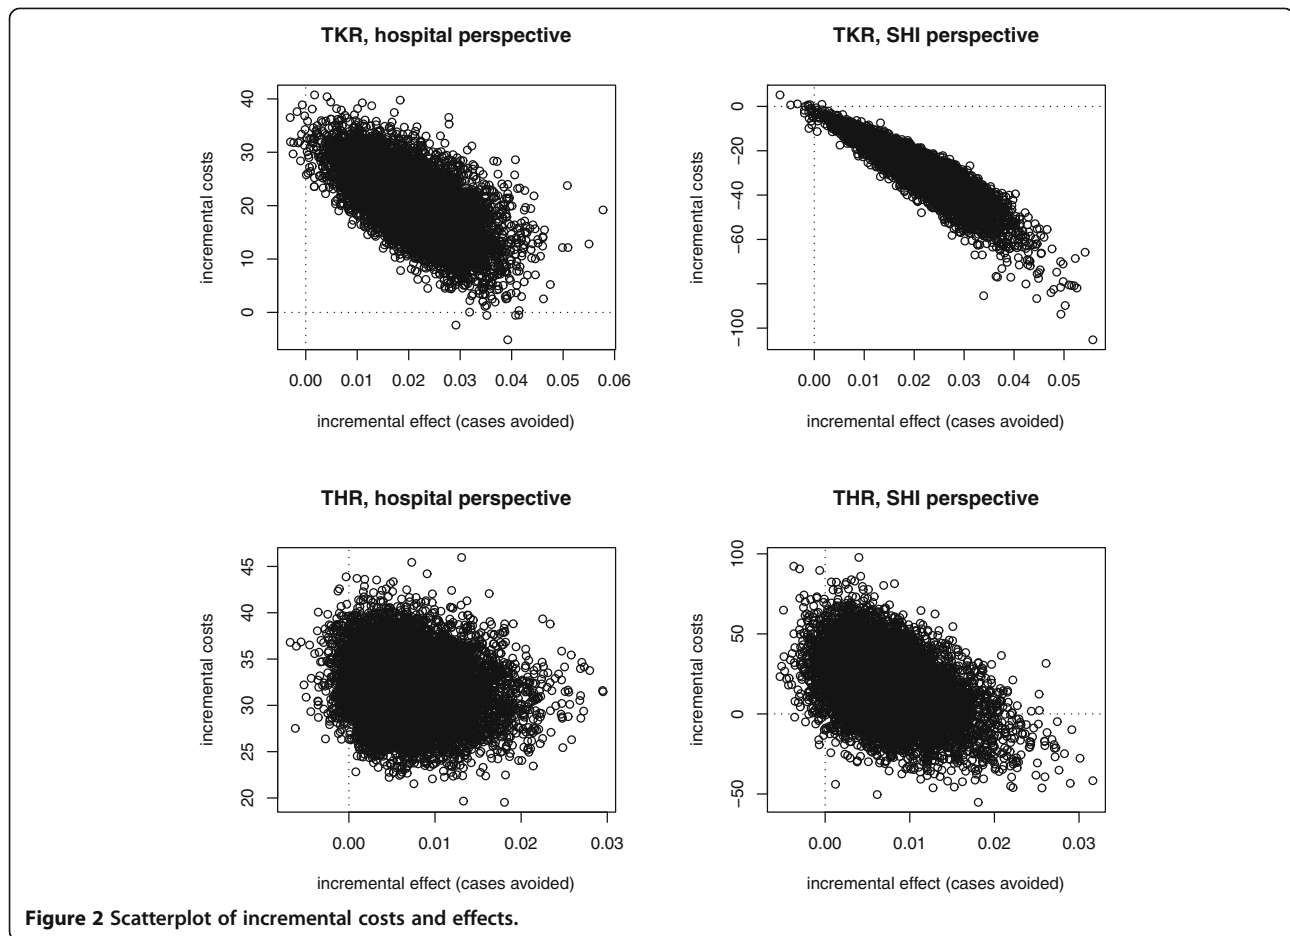 TKR, hospital perspective
incremental costs
40
30
20
10
0
0.00 0.01 0.02 0.03 0.04 0.05 0.06
incremental effect (cases avoided)
TKR, SHI perspective
incremental costs
0
−20
−40
−60
−100
0.00 0.01 0.02 0.03 0.04 0.05
incremental effect (cases avoided)
THR, hospital perspective
incremental costs
45
40
35
30
25
20
0.00 0.01 0.02 0.03
incremental effect (cases avoided)
THR, SHI perspective
incremental costs
100
50
0
−50
0.00 0.01 0.02 0.03
incremental effect (cases avoided)
Figure 2 Scatterplot of incremental costs and effects.